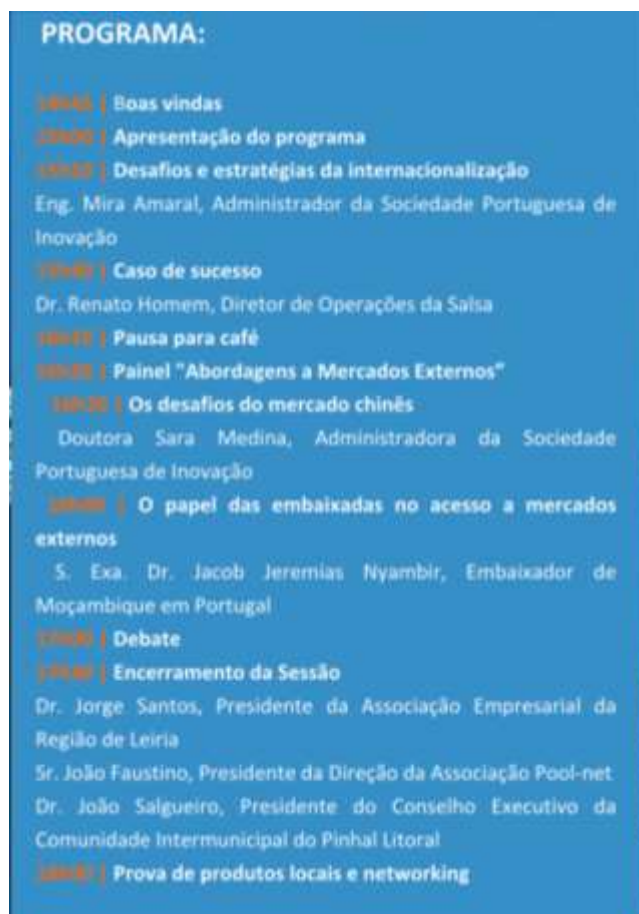 PROGRAMA:
| Boas vindas
| Apresentação do programa
| Desafios e estratégias da internacionalização
Eng. Mira Amaral, Administrador da Sociedade Portuguesa de
Inovação
| Caso de sucesso
Dr. Renato Homem, Diretor de Operações da Salsa
| Pausa para café
| Painel "Abordagens a Mercados Externos"
| Os desafios do mercado chinês
Doutora Sara Medina, Administradora da Sociedade
Portuguesa de Inovação
| O papel das embaixadas no acesso a mercados
externos
S. Exa. Dr. Jacob Jeremias Nyambir, Embaixador de
Moçambique em Portugal
| Debate
| Encerramento da Sessão
Dr. Jorge Santos, Presidente da Associação Empresarial da
Região de Leiria
Sr. João Faustino, Presidente da Direção da Associação Pool-net
Dr. João Salgueiro, Presidente do Conselho Executivo da
Comunidade Intermunicipal do Pinhal Litoral
| Prova de produtos locais e networking